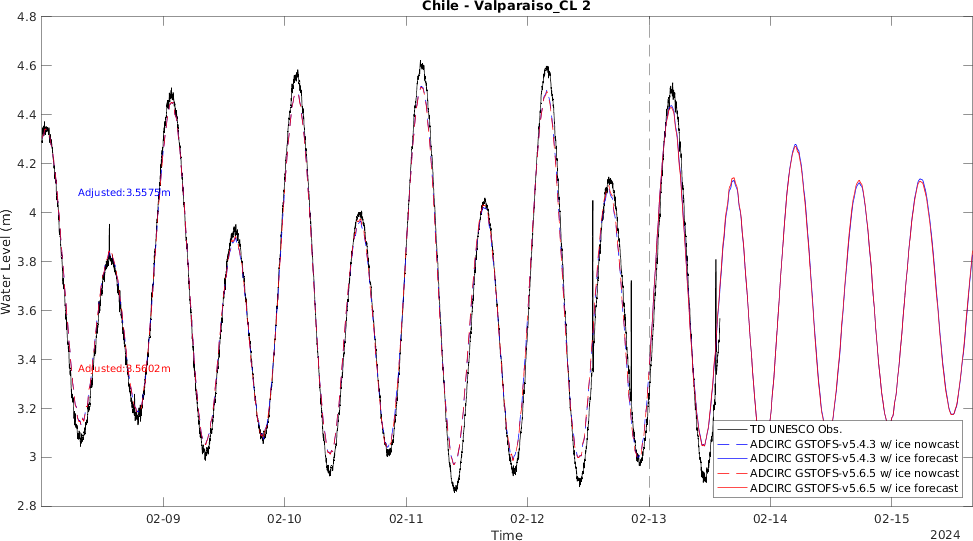 Chile - Valparaiso_CL 2
4.8
4.6
4.4
4.2
4
3.8
3.6
3.4
3.2
3
2.8
Water Level (m)
Adjusted:3.5575m
Adjusted:3.5602m
TD UNESCO Obs.
ADCIRC GSTOFS-v5.4.3 w/ ice nowcast
ADCIRC GSTOFS-v5.4.3 w/ ice forecast
ADCIRC GSTOFS-v5.6.5 w/ ice nowcast
ADCIRC GSTOFS-v5.6.5 w/ ice forecast
02-09 02-10 02-11 02-12 02-13 02-14 02-15
Time
2024